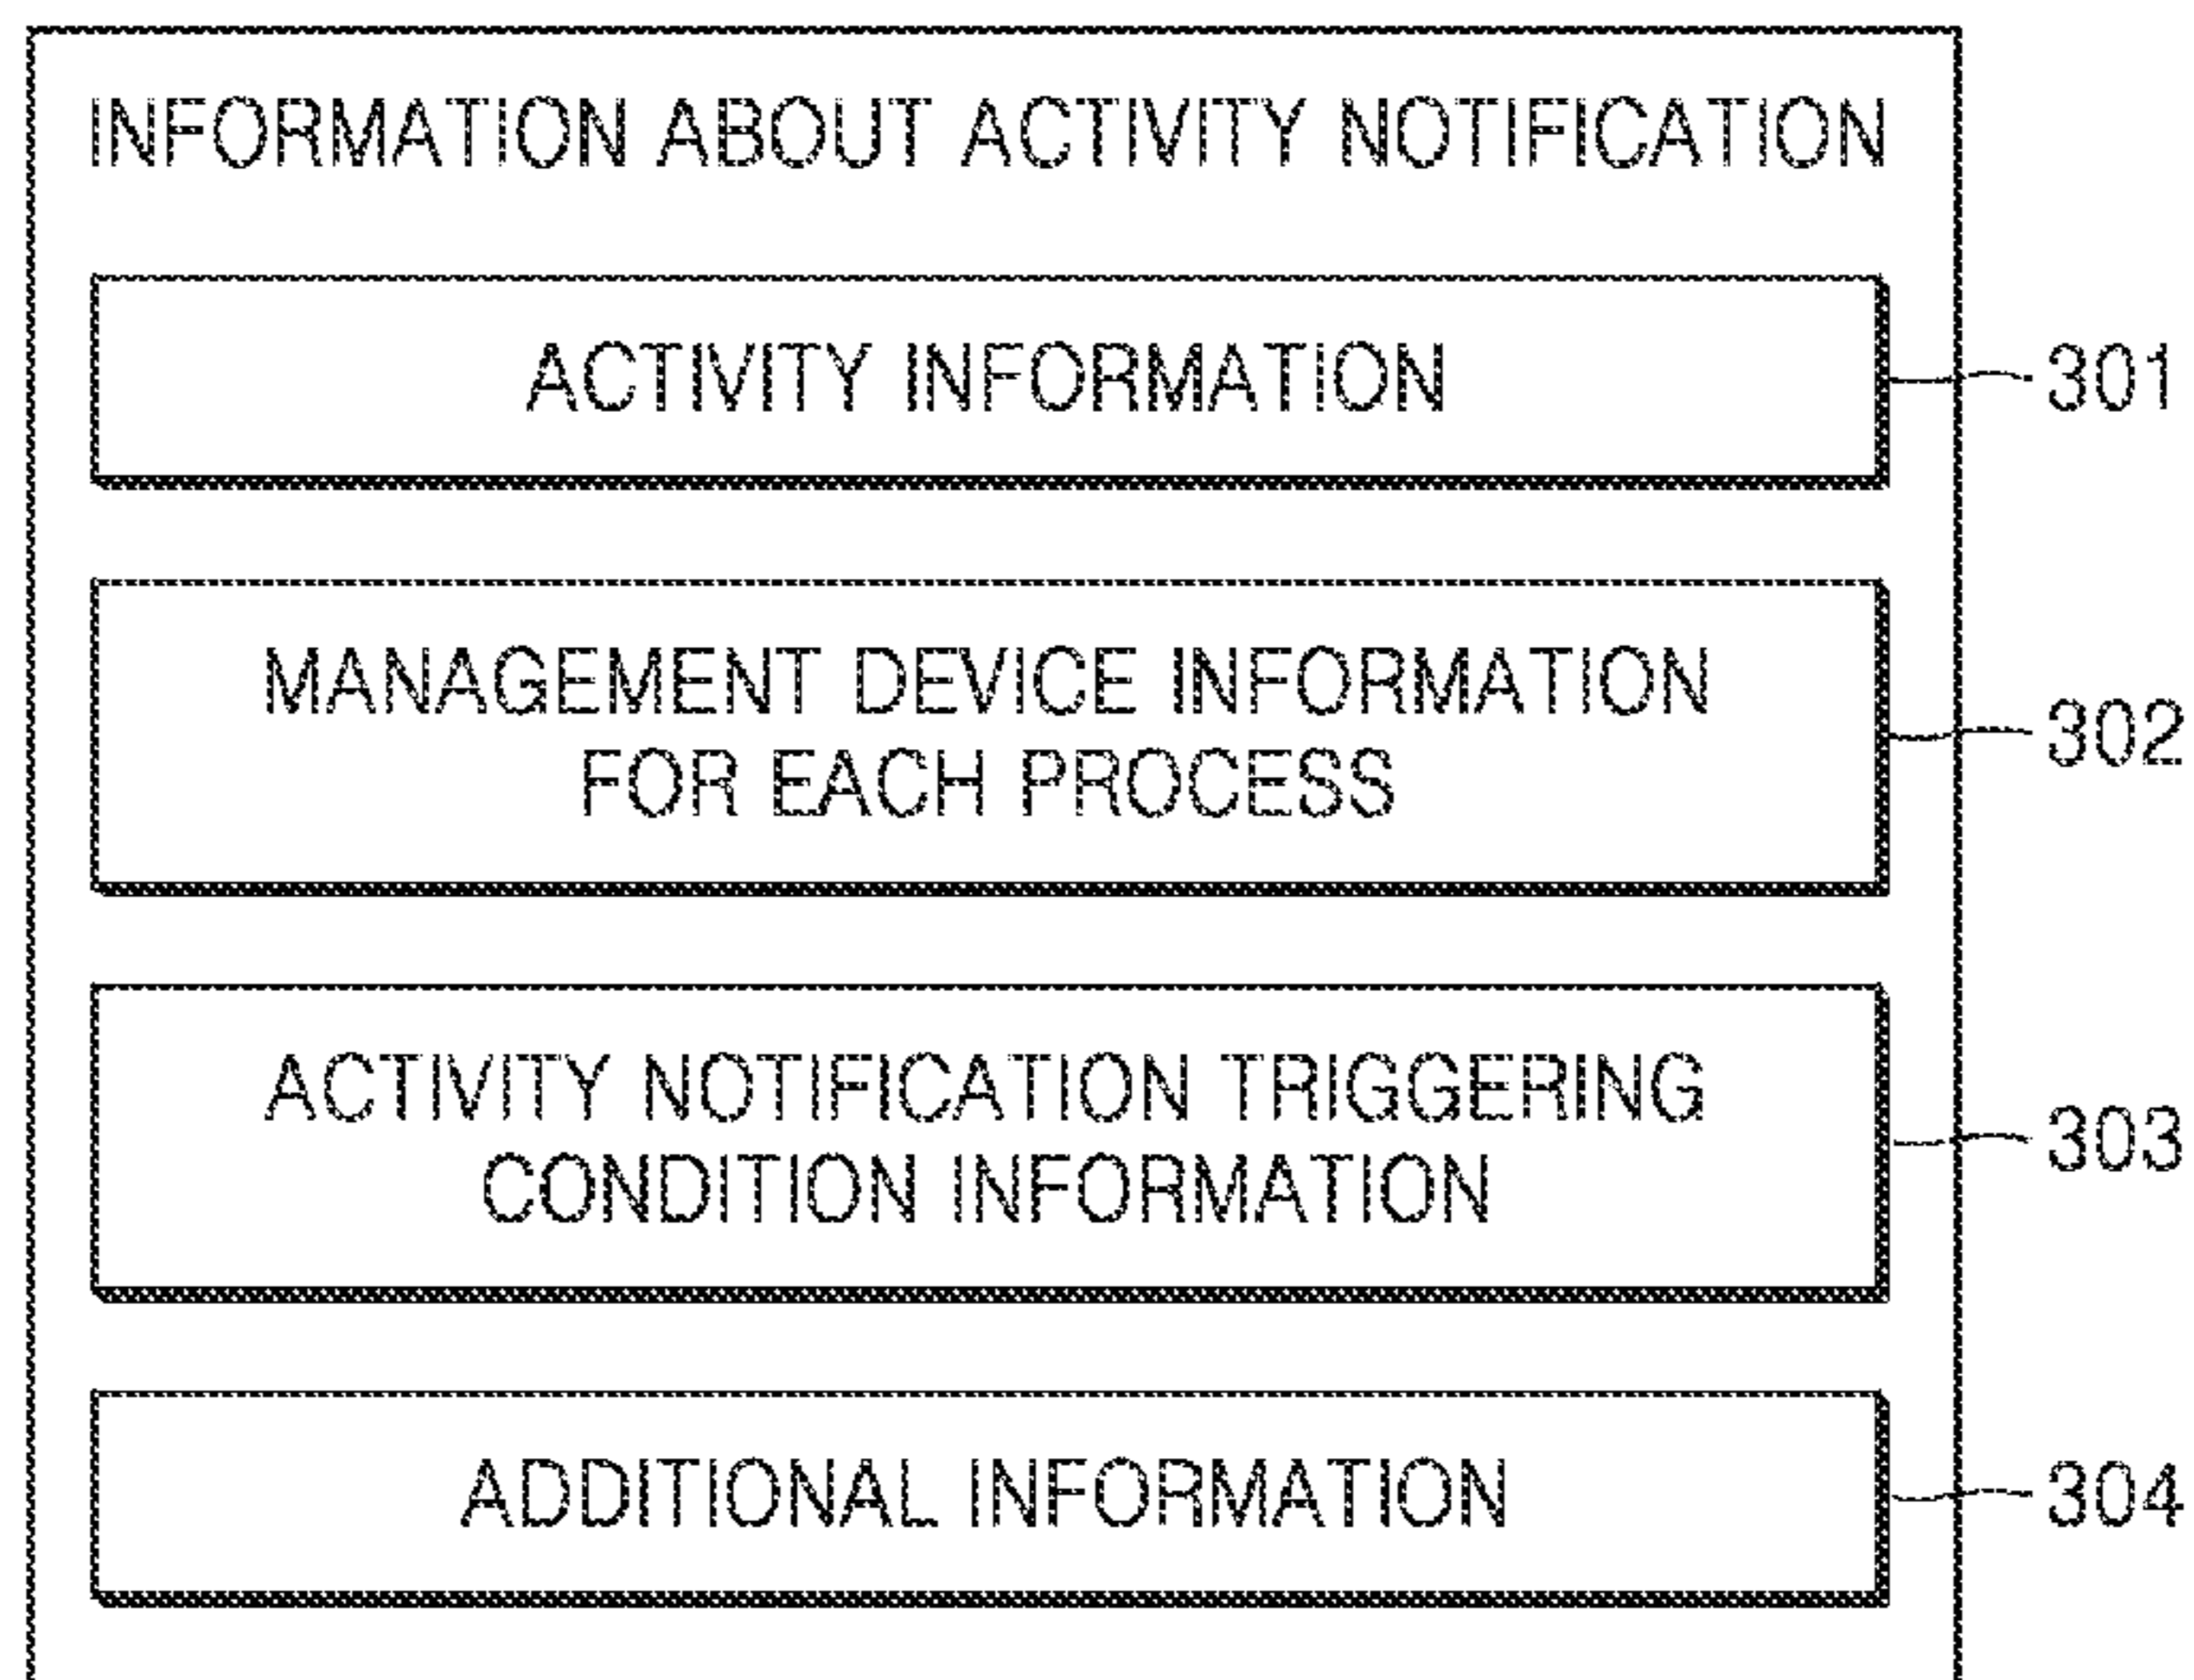 INFORMATION ABOUT ACTIVITY NOTIFICATION
ACTIVITY INFORMATION
301
MANAGEMENT DEVICE INFORMATION
FOR EACH PROCESS
302
ACTIVITY NOTIFICATION TRIGGERING
CONDITION INFORMATION
303
ADDITIONAL INFORMATION
304